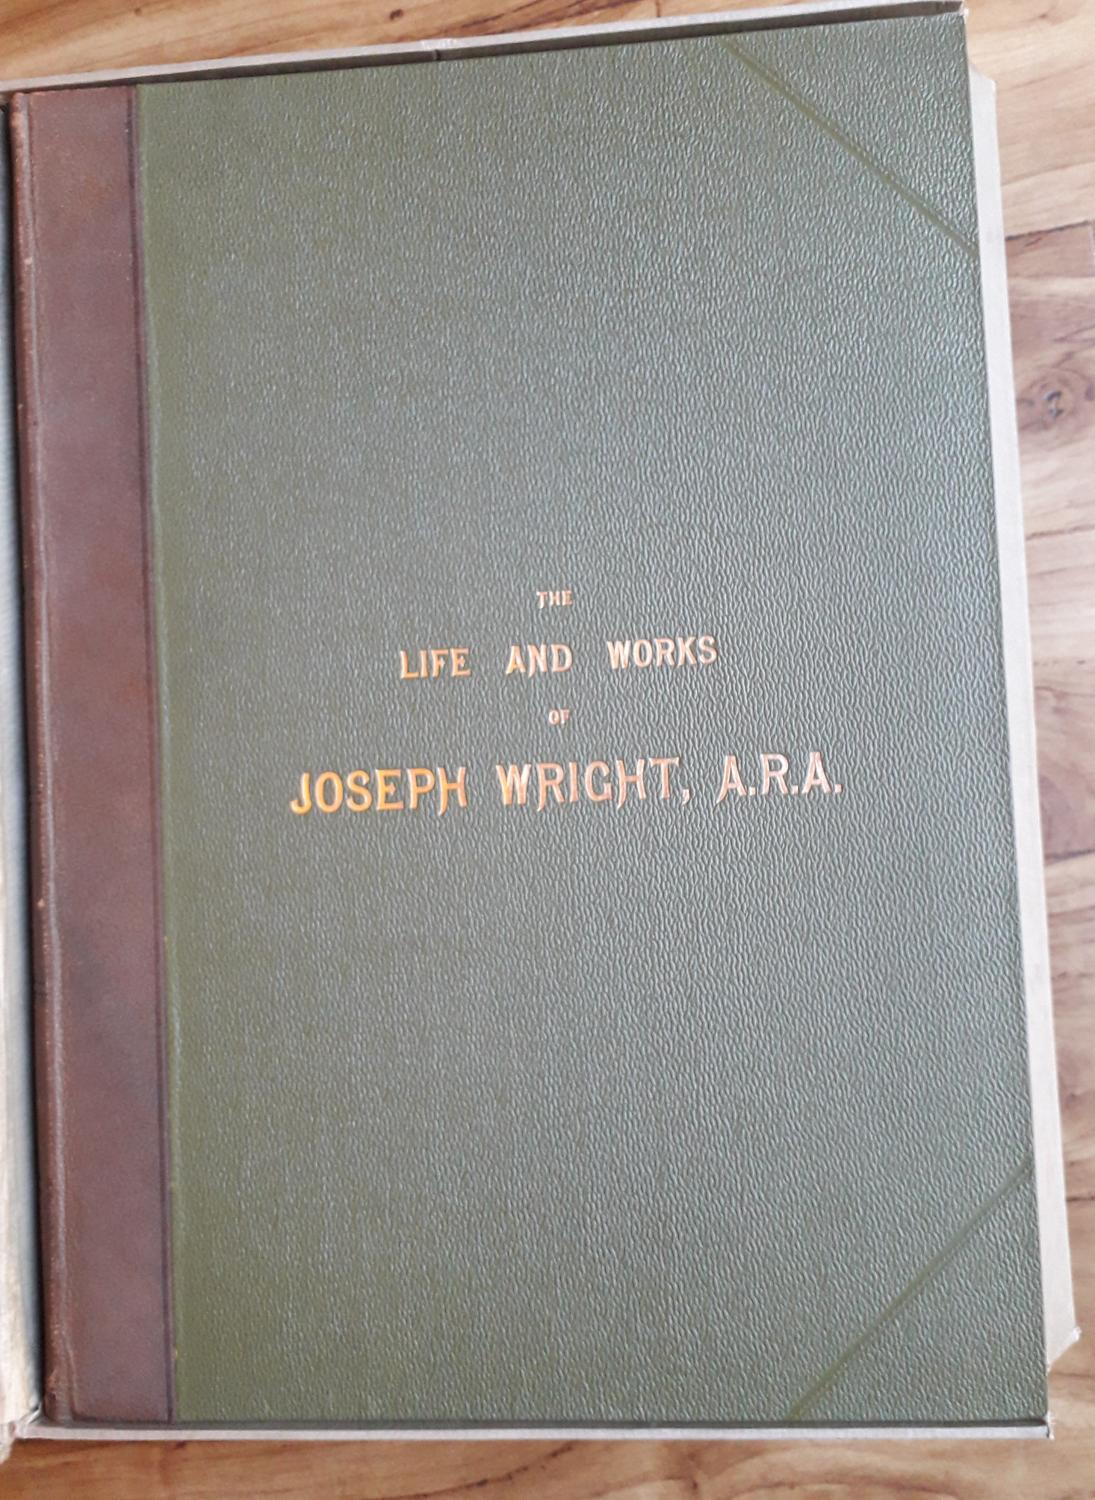 THE
LIFE AND WORKS
OF
JOSEPH WRIGHT, A.R.A.